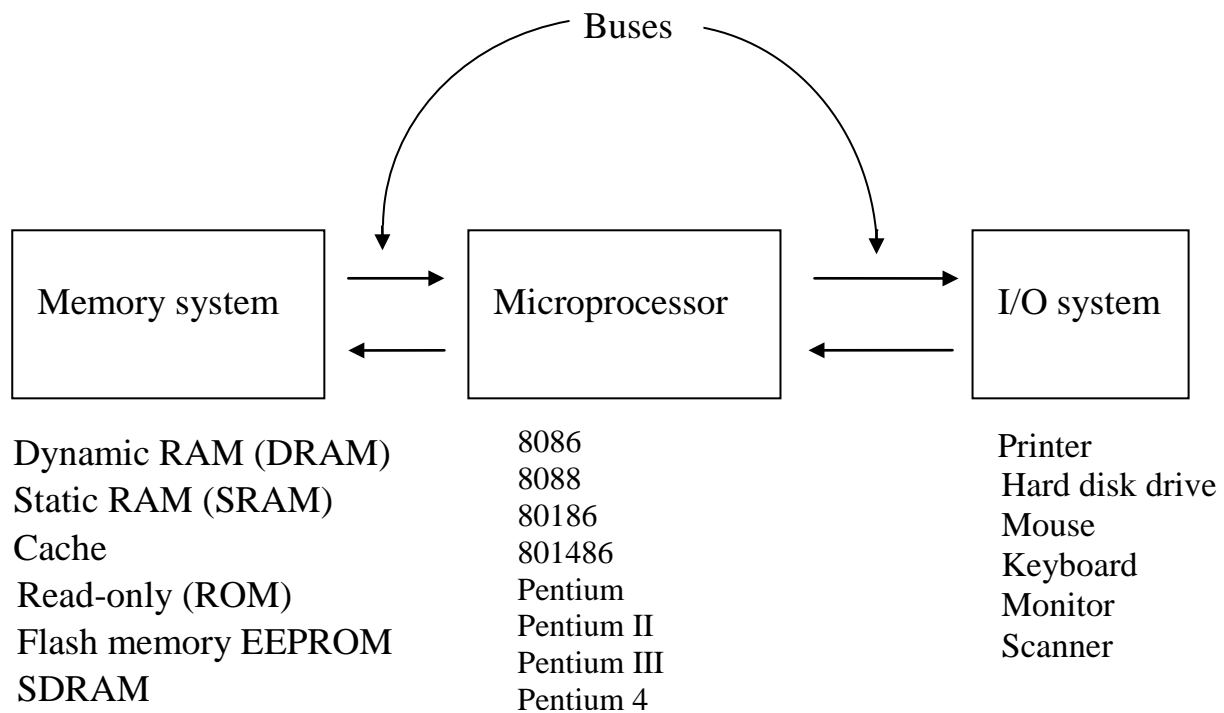 Buses
Memory system
Microprocessor
I/O system
Dynamic RAM (DRAM)
Static RAM (SRAM)
Cache
Read-only (ROM)
Flash memory EEPROM
SDRAM
8086
8088
80186
801486
Pentium
Pentium II
Pentium III
Pentium 4
Printer
Hard disk drive
Mouse
Keyboard
Monitor
Scanner